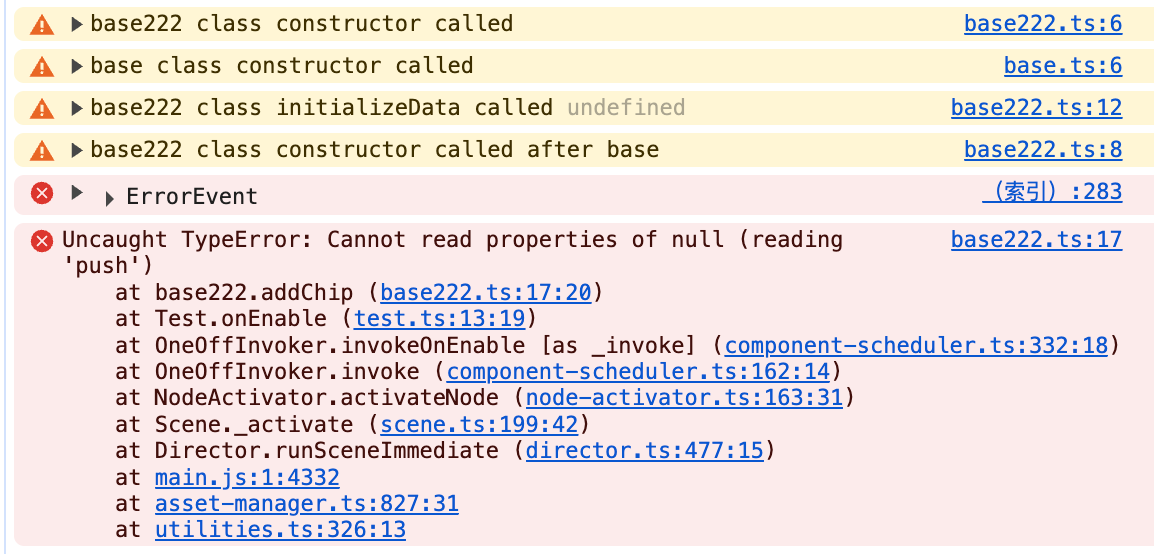 base222 class constructor called base222.ts:6
base class constructor called base.ts:6
base222 class initializeData called undefined base222.ts:12
base222 class constructor called after base base222.ts:8
ErrorEvent （索引）:283
Uncaught TypeError: Cannot read properties of null (reading base222.ts:17
'push')
at base222.addChip (base222.ts:17:20)
at Test.onEnable (test.ts:13:19)
at OneOffInvoker.invokeOnEnable [as _invoke] (component-scheduler.ts:332:18)
at OneOffInvoker.invoke (component-scheduler.ts:162:14)
at NodeActivator.activateNode (node-activator.ts:163:31)
at Scene._activate (scene.ts:199:42)
at Director.runSceneImmediate (director.ts:477:15)
at main.js:1:4332
at asset-manager.ts:827:31
at utilities.ts:326:13